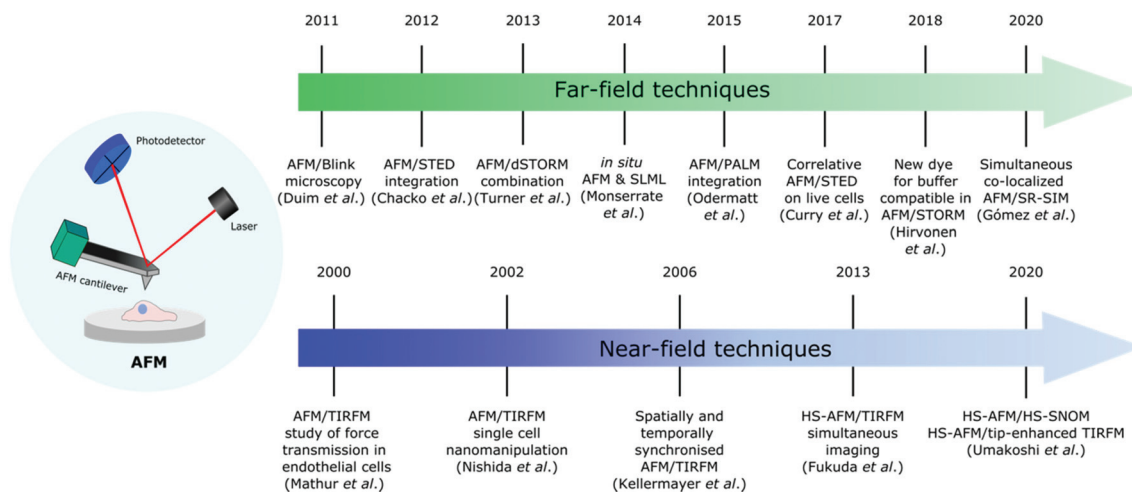 2011
2012
2013
2014
2015
2017
2018
2020
Far-field techniques
AFM/Blink
microscopy
(Duim et al.)
AFM/STED
integration
(Chacko et al.)
AFM/dSTORM
combination
(Turner et al.)
in situ
AFM & SLML
(Monserrate
et al.)
AFM/PALM
integration
(Odermatt
et al.)
Correlative
AFM/STED
on live cells
(Curry et al.)
New dye
for buffer
compatible in
AFM/STORM
(Hirvonen
et al.)
Simultaneous
co-localized
AFM/SR-SIM
(Gómez et al.)
Photodetector
Laser
AFM cantilever
AFM
2000
2002
2006
2013
2020
Near-field techniques
AFM/TIRFM
study of force
transmission in
endothelial cells
(Mathur et al.)
AFM/TIRFM
single cell
nanomanipulation
(Nishida et al.)
Spatially and
temporally
synchronised
AFM/TIRFM
(Kellermayer et al.)
HS-AFM/TIRFM
simultaneous
imaging
(Fukuda et al.)
HS-AFM/HS-SNOM
HS-AFM/tip-enhanced TIRFM
(Umakoshi et al.)